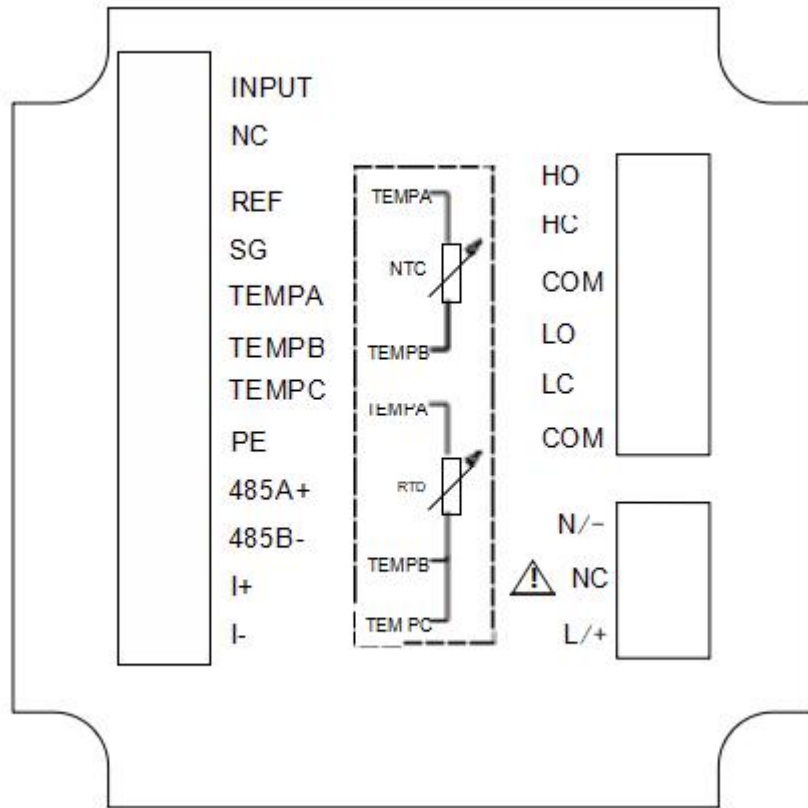 INPUT
NC
REF
SG
TEMPA
TEMPB
TEMPC
PE
485A+
485B-
I+
I-
TEMPA
NTC
TEMPB
TEMPA
RTD
TEMPB
TEM PC
HO
HC
COM
LO
LC
COM
N/-
! NC
L/+